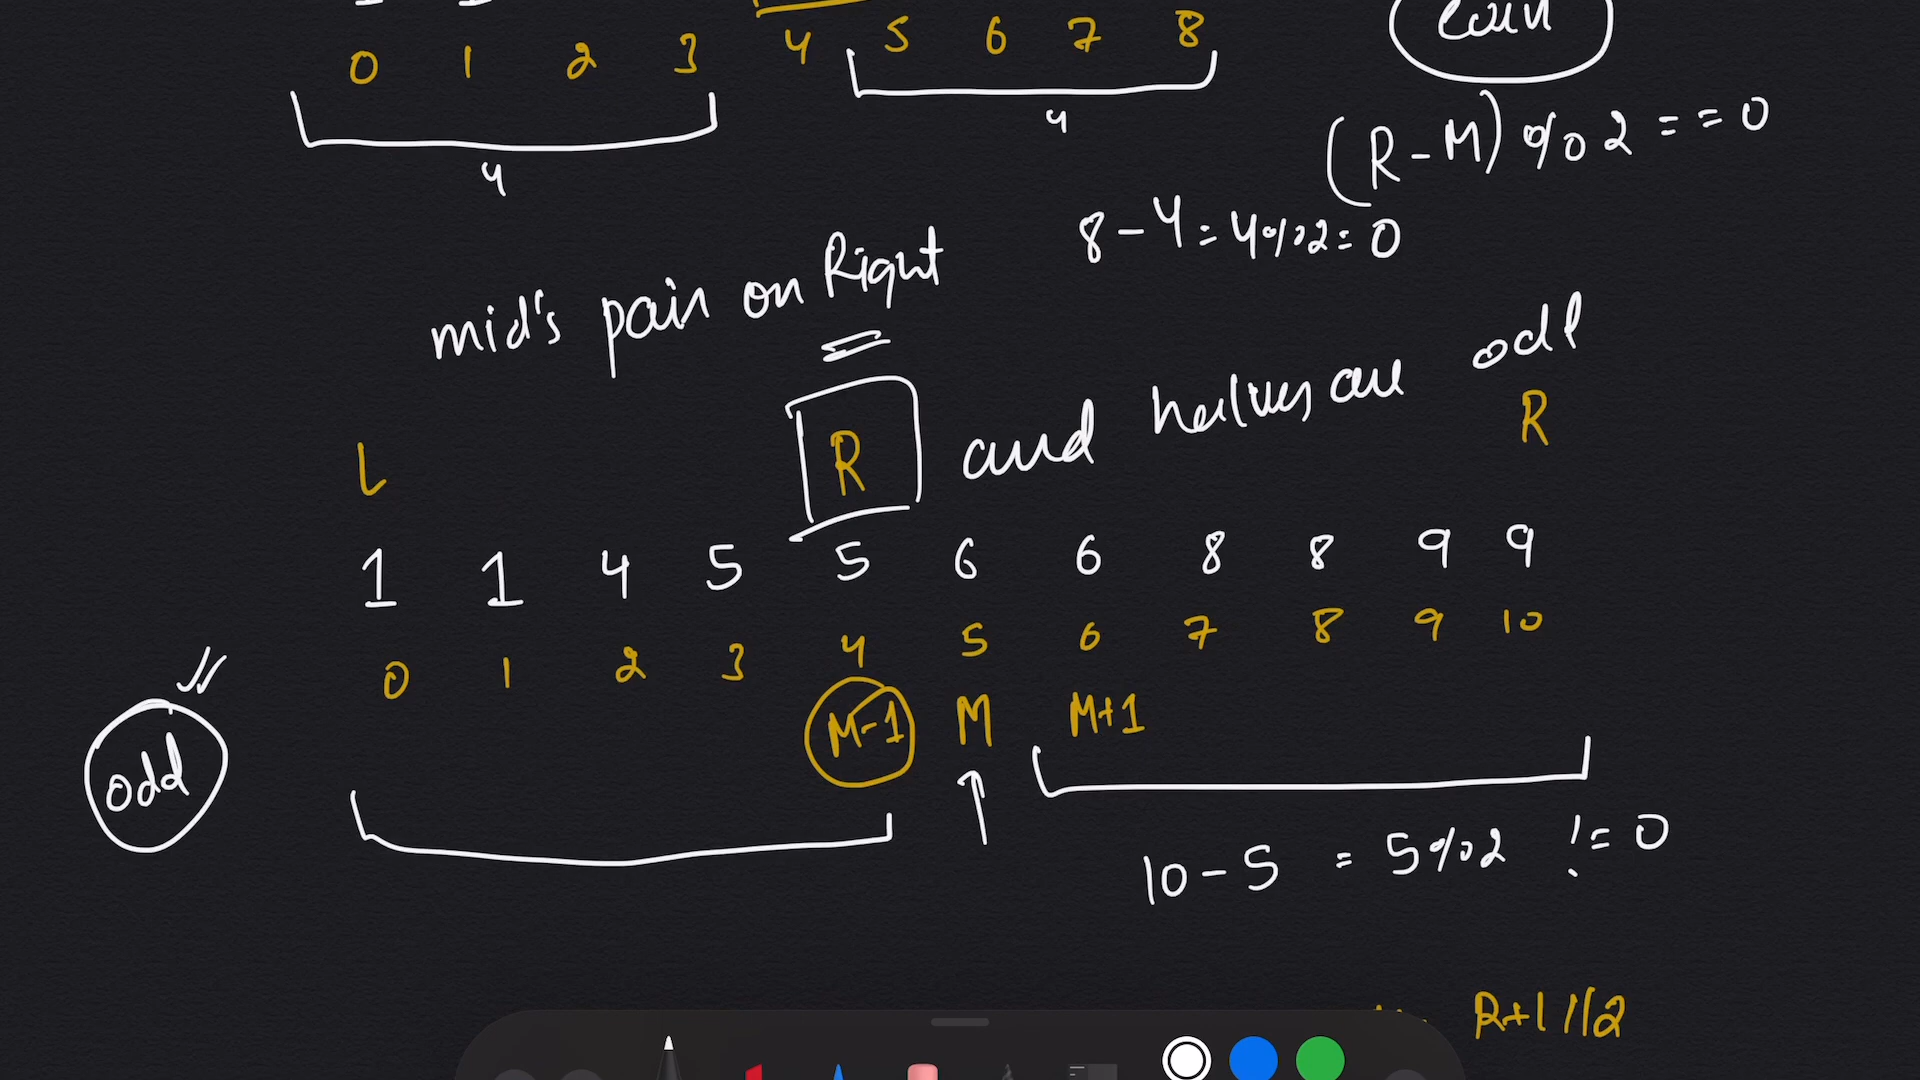 0 1 2 3 4 5 6 7 8
4
4
(R-M)%2 == 0
8-4=4%2=0
mid's pair on Right
and halves are odd
L R R
1 1 4 5 5 6 6 8 8 9 9
0 1 2 3 4 5 6 7 8 9 10
M-1 M M+1
odd
10-5 = 5%2 != 0
R+1//2